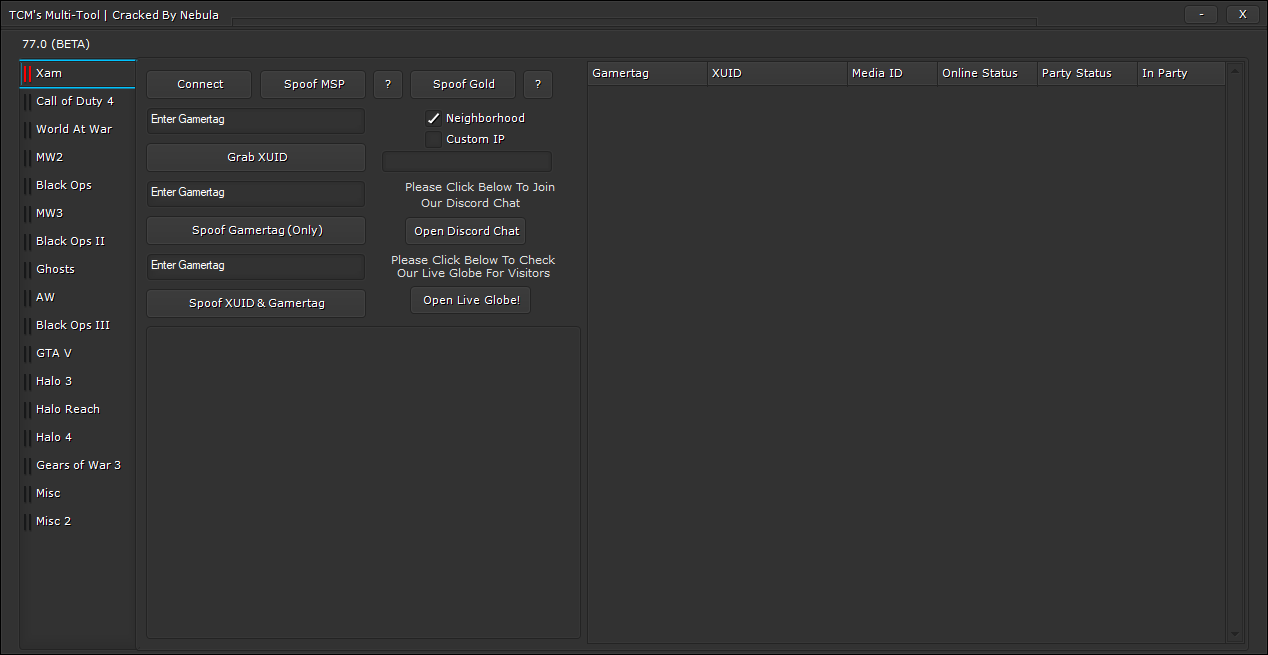 TCM's Multi-Tool | Cracked By Nebula
-
X
77.0 (BETA)
Xam
Call of Duty 4
World At War
MW2
Black Ops
MW3
Black Ops II
Ghosts
AW
Black Ops III
GTA V
Halo 3
Halo Reach
Halo 4
Gears of War 3
Misc
Misc 2
Connect
Spoof MSP
?
Spoof Gold
?
Enter Gamertag
Grab XUID
Enter Gamertag
Spoof Gamertag (Only)
Enter Gamertag
Spoof XUID & Gamertag
Neighborhood
Custom IP
Please Click Below To Join
Our Discord Chat
Open Discord Chat
Please Click Below To Check
Our Live Globe For Visitors
Open Live Globe!
Gamertag
XUID
Media ID
Online Status
Party Status
In Party